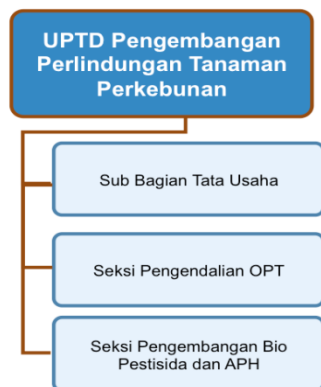 UPTD Pengembangan
Perlindungan Tanaman
Perkebunan
Sub Bagian Tata Usaha
Seksi Pengendalian OPT
Seksi Pengembangan Bio
Pestisida dan APH